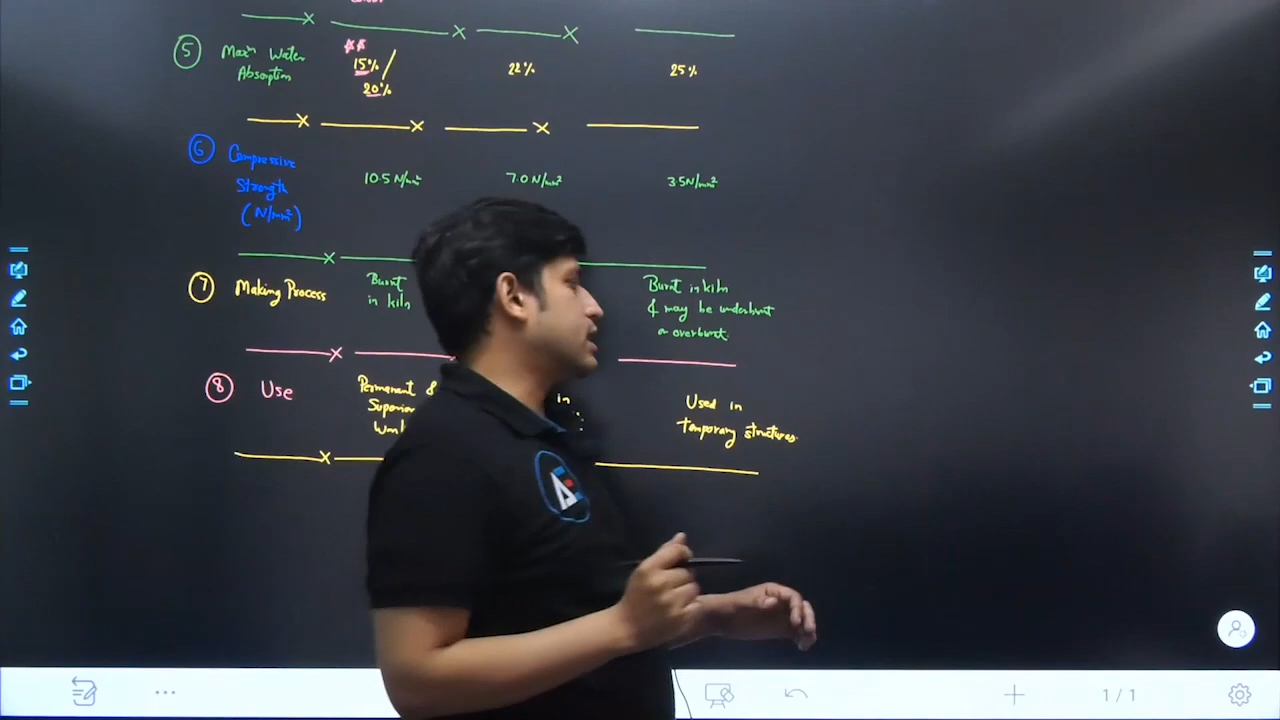 5 Maxm Water Absorption 15% / 20% 22% 25%
6 Compressive Strength (N/mm²) 10.5 N/mm² 7.0 N/mm² 3.5 N/mm²
7 Making Process Burnt in kiln Burnt in kiln & may be underburnt or overburnt.
8 Use Permanent & in Used in temporary structures.
1 / 1